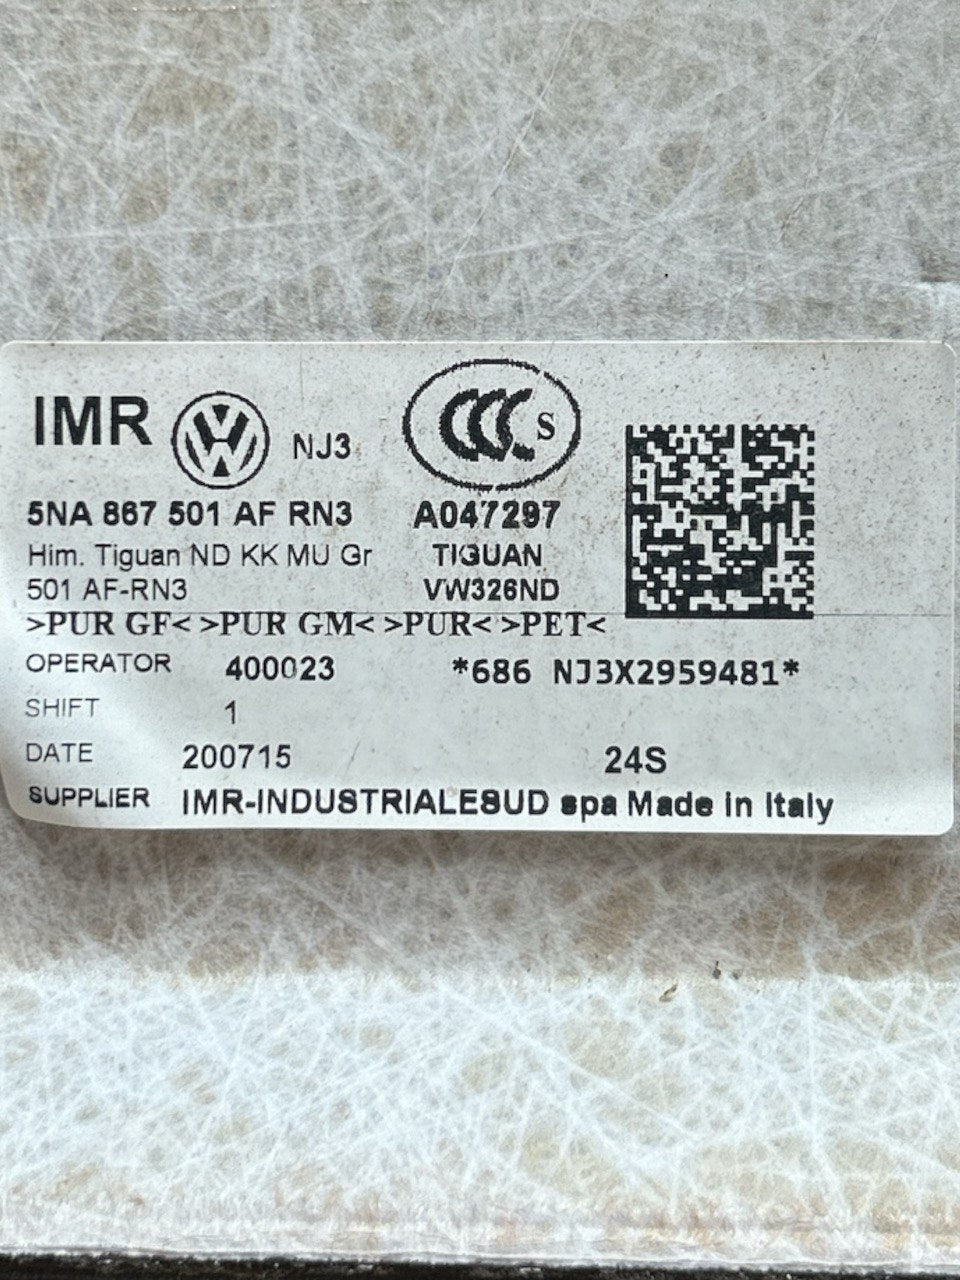 IMR NJ3 CCC S
5NA 867 501 AF RN3 A047297
Him. Tiguan ND KK MU Gr TIGUAN
501 AF-RN3 VW326ND
>PUR GF< >PUR GM< >PUR< >PET<
OPERATOR 400023 *686 NJ3X2959481*
SHIFT 1
DATE 200715 24S
SUPPLIER IMR-INDUSTRIALESUD spa Made in Italy